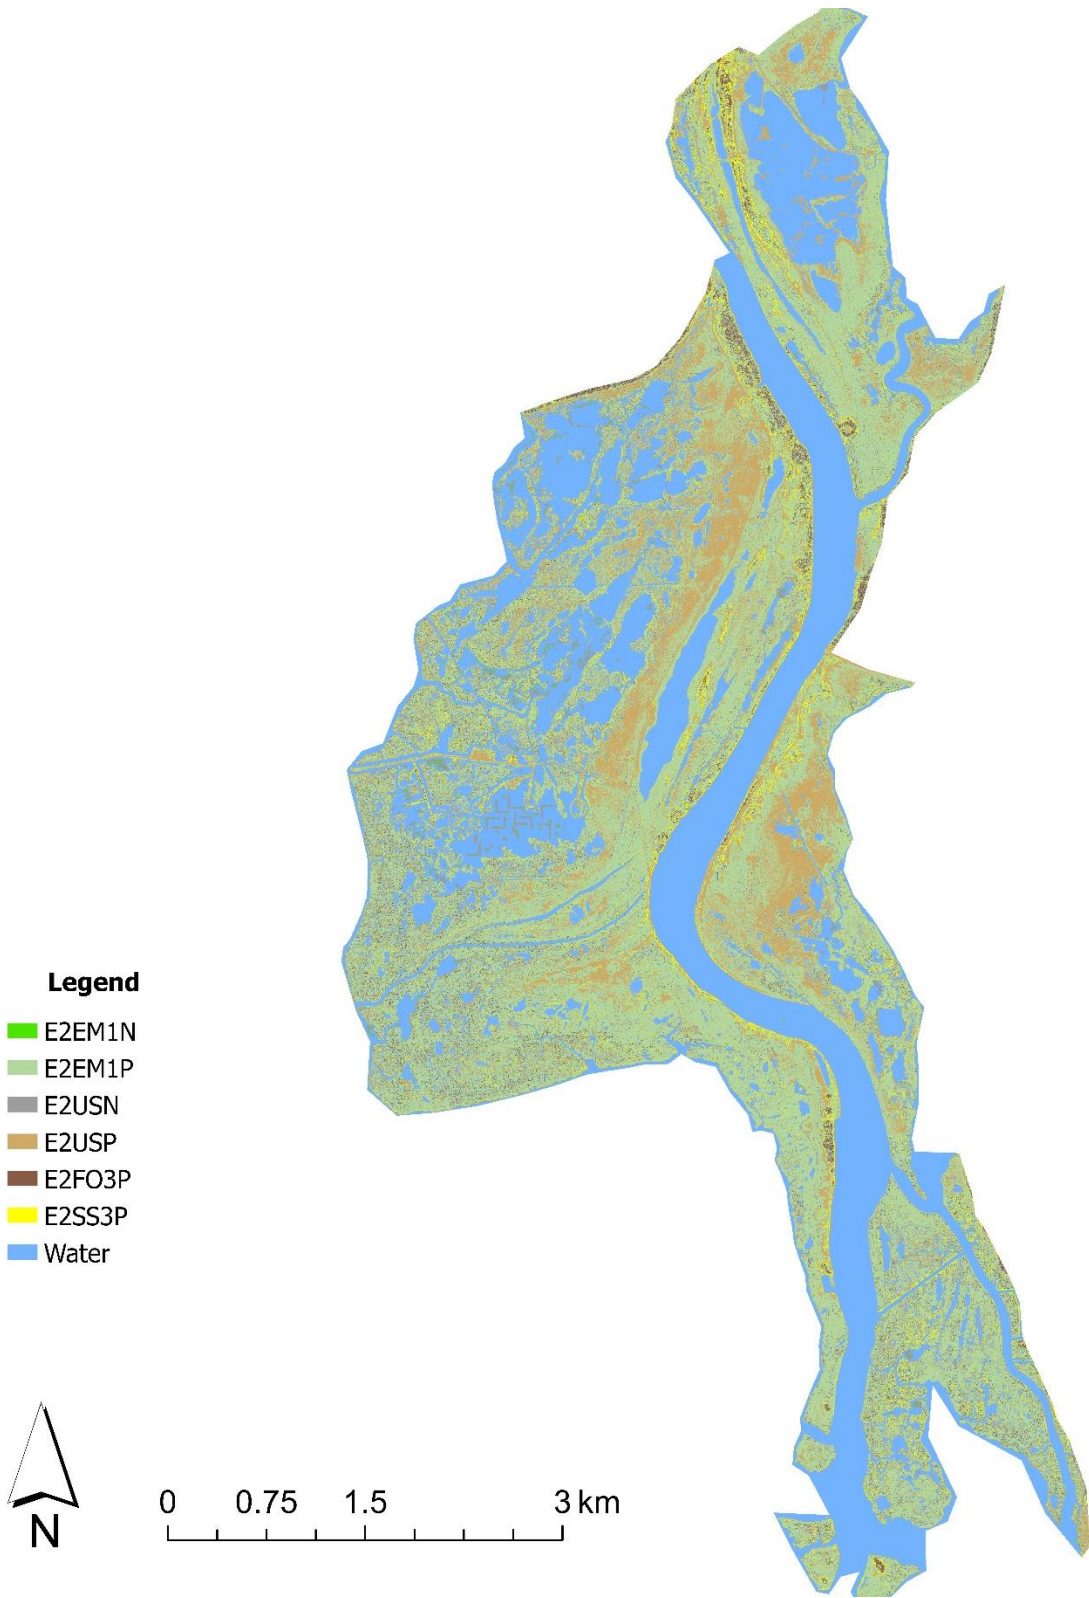 Legend
E2EM1N
E2EM1P
E2USN
E2USP
E2FO3P
E2SS3P
Water
N
0 0.75 1.5 3 km